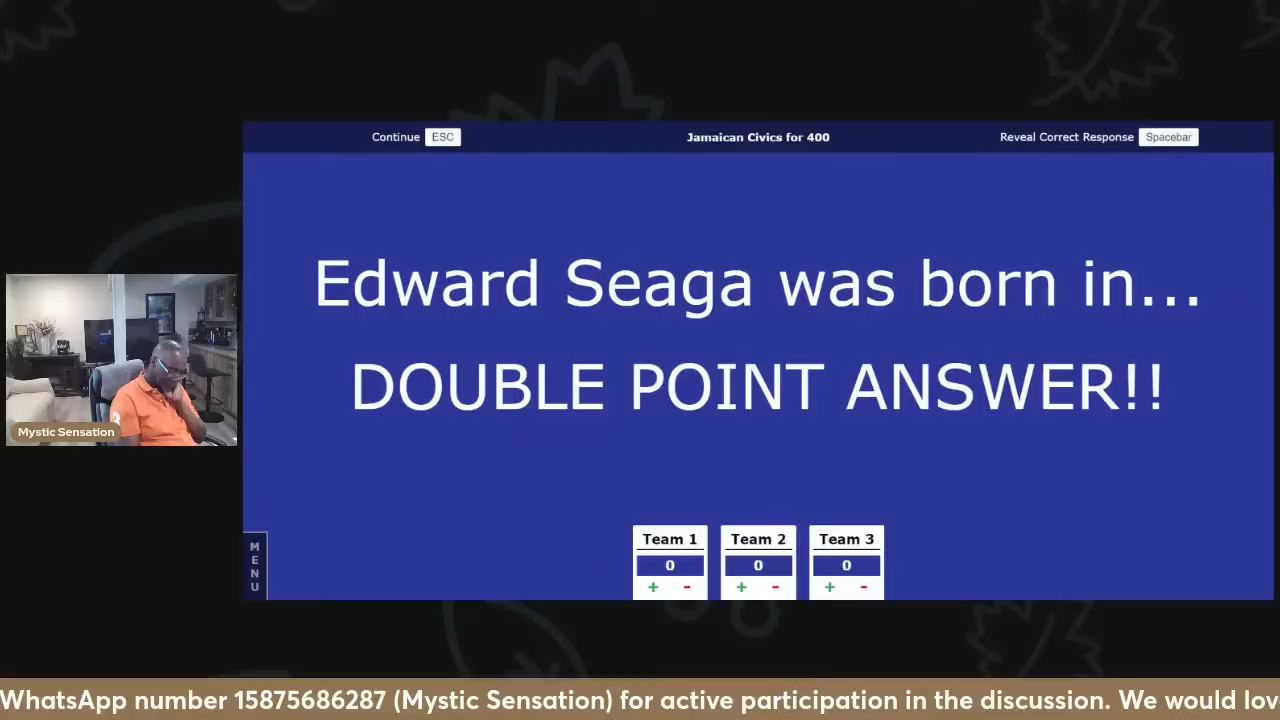 Continue ESC
Jamaican Civics for 400
Reveal Correct Response Spacebar
Edward Seaga was born in...
DOUBLE POINT ANSWER!!
Mystic Sensation
MENU
Team 1 Team 2 Team 3
0 0 0
+ - + - + -
WhatsApp number 15875686287 (Mystic Sensation) for active participation in the discussion. We would lov